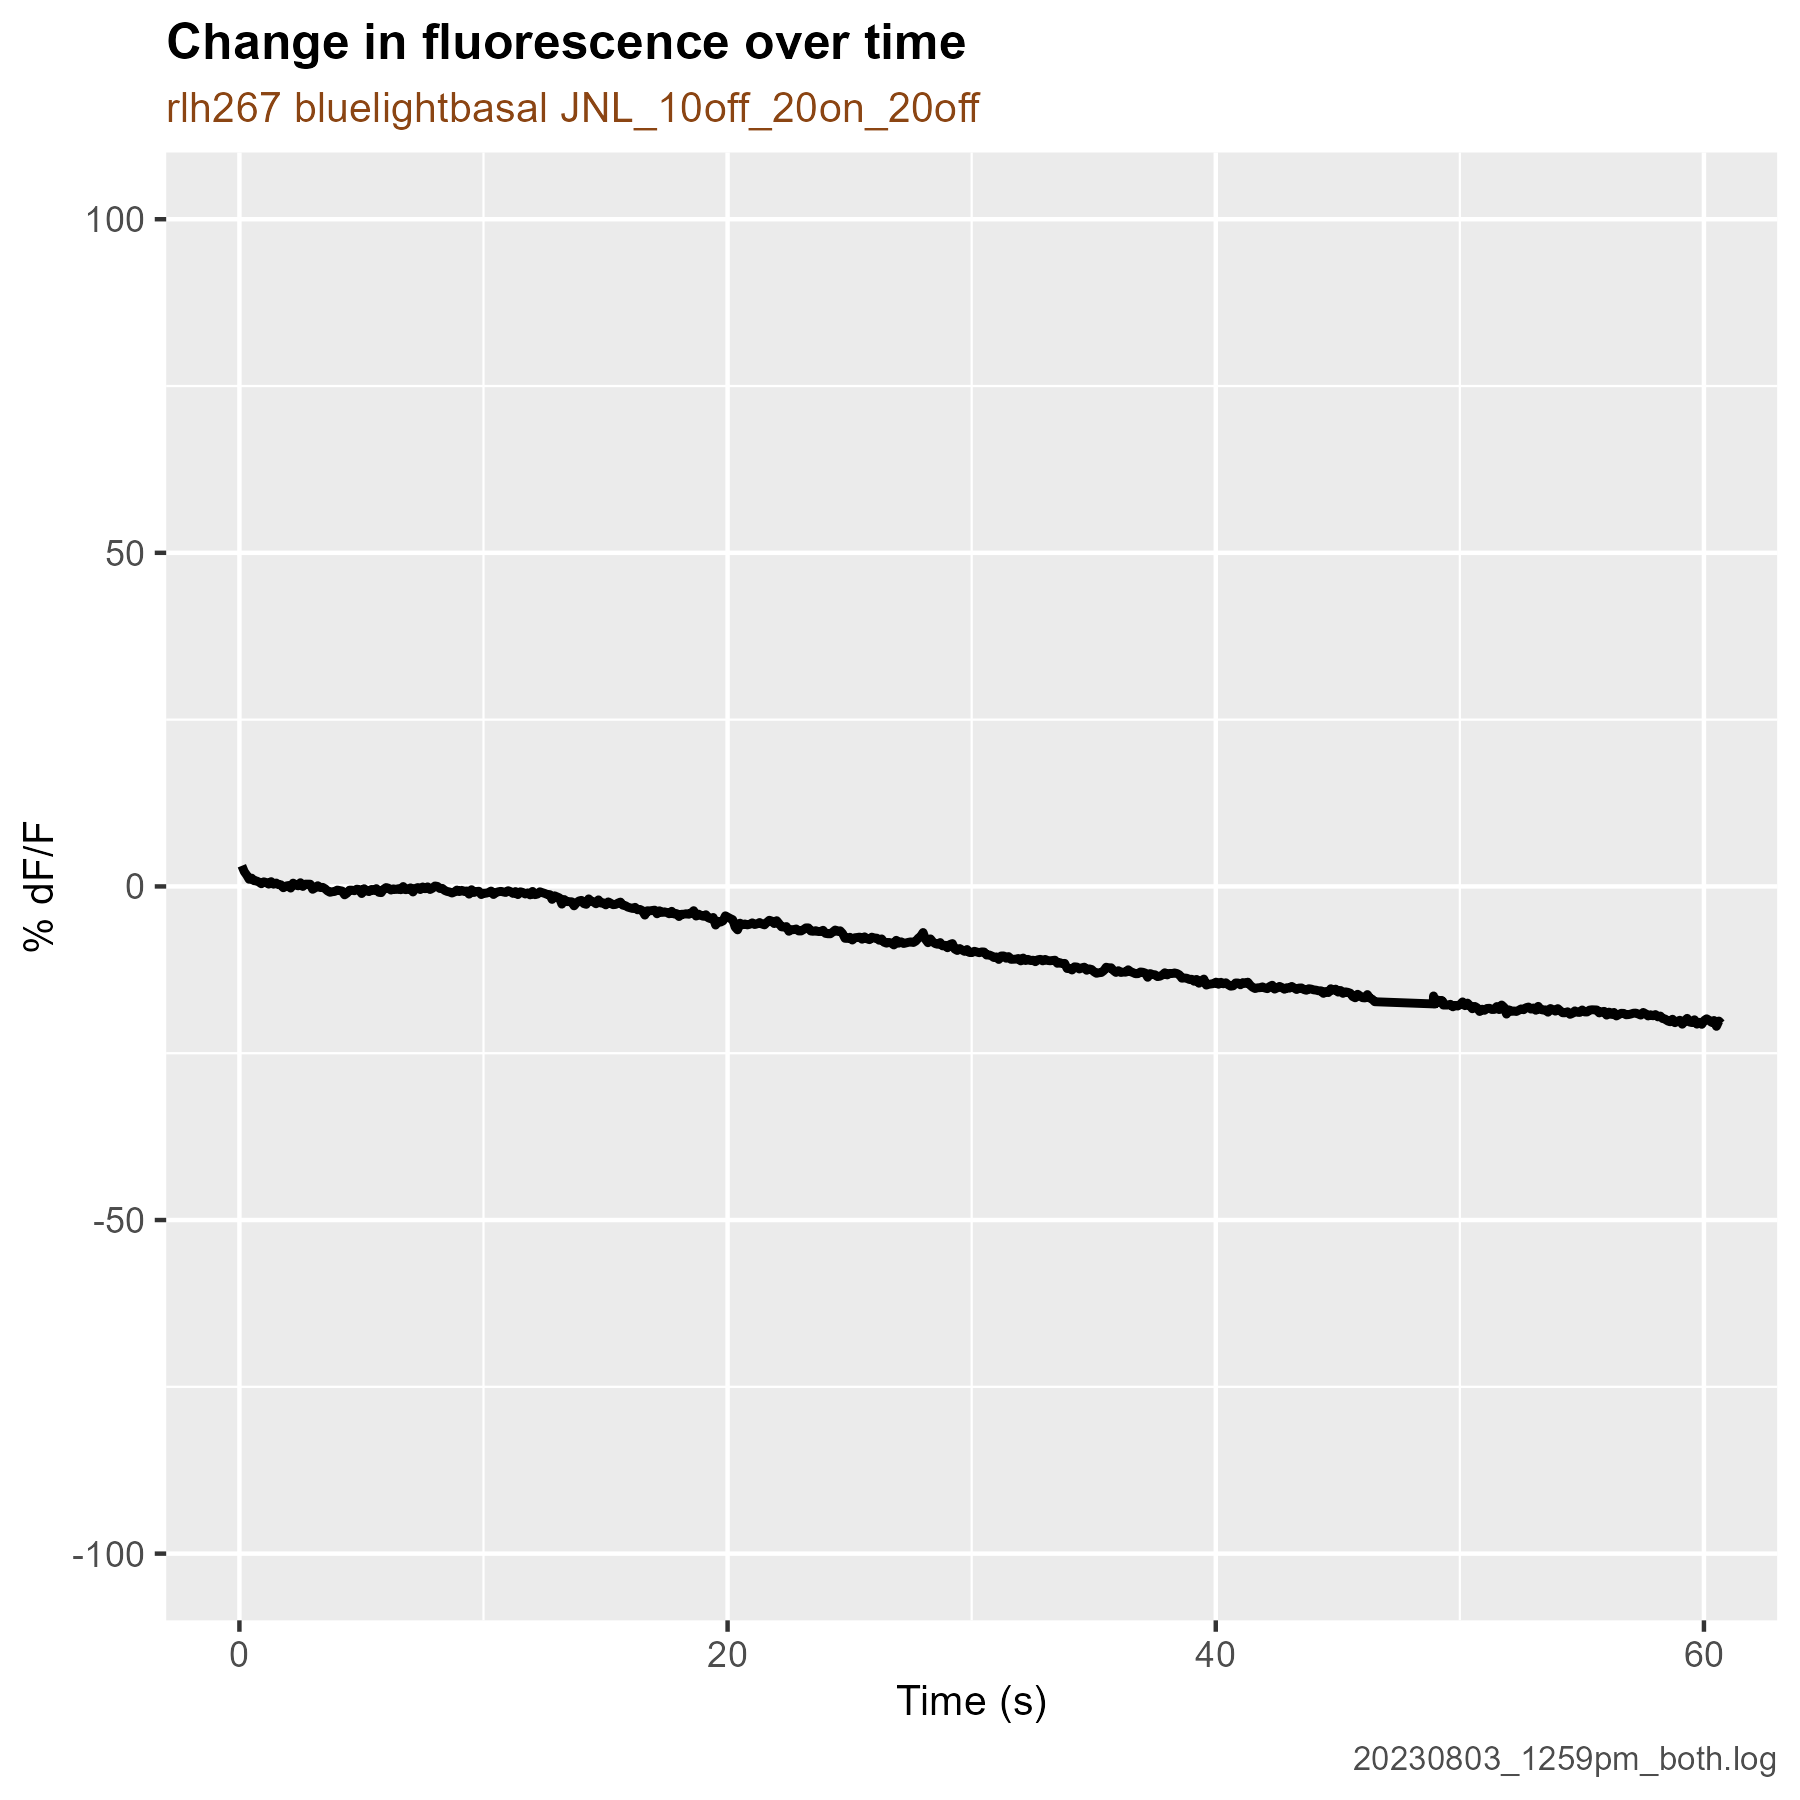 Change in fluorescence over time
rlh267 bluelightbasal JNL_10off_20on_20off
100
50
0
-50
-100
% dF/F
0 20 40 60
Time (s)
20230803_1259pm_both.log